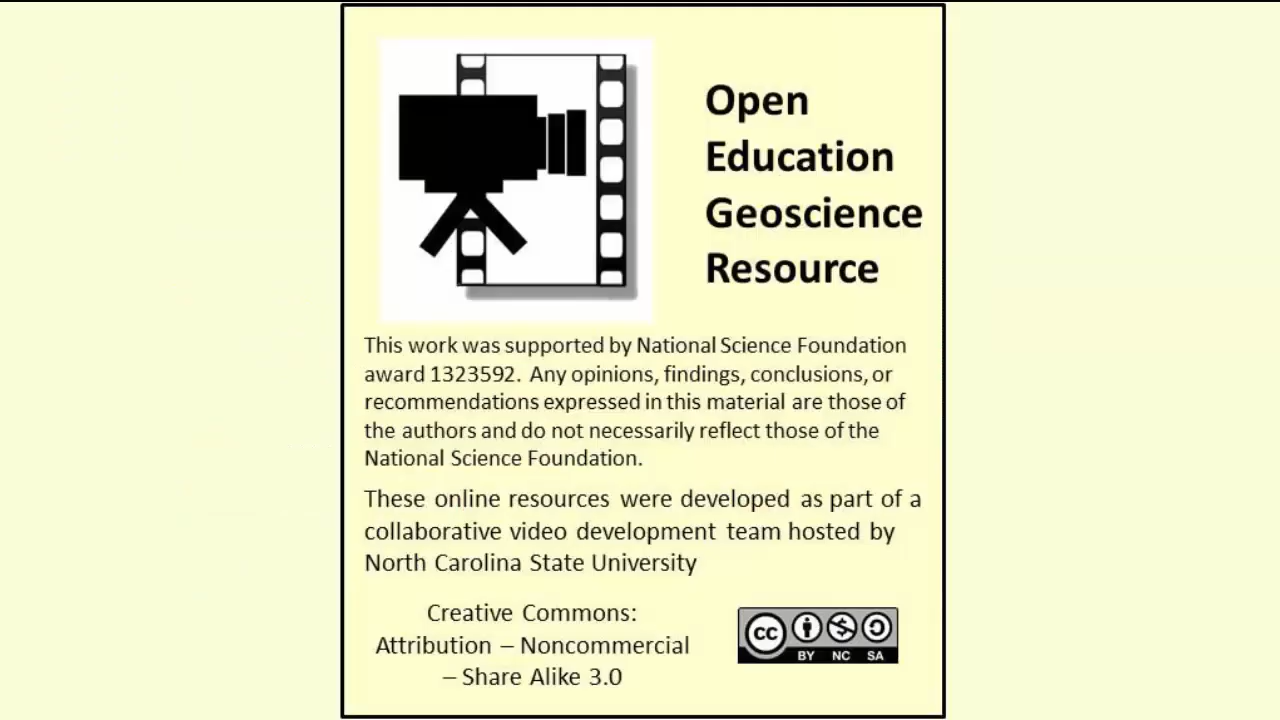 Open
Education
Geoscience
Resource
This work was supported by National Science Foundation
award 1323592. Any opinions, findings, conclusions, or
recommendations expressed in this material are those of
the authors and do not necessarily reflect those of the
National Science Foundation.
These online resources were developed as part of a
collaborative video development team hosted by
North Carolina State University
Creative Commons:
Attribution – Noncommercial
– Share Alike 3.0
CC
BY NC SA